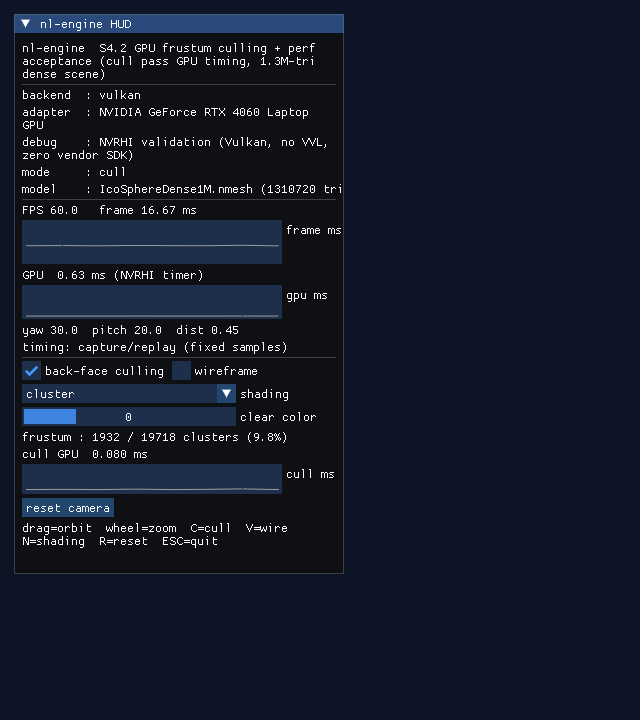 nl-engine HUD
nl-engine  S4.2 GPU frustum culling + perf
acceptance (cull pass GPU timing, 1.3M-tri
dense scene)
backend  : vulkan
adapter  : NVIDIA GeForce RTX 4060 Laptop
GPU
debug    : NVRHI validation (Vulkan, no VVL,
zero vendor SDK)
mode     : cull
model    : IcoSphereDense1M.nmesh (1310720 tri
FPS 60.0   frame 16.67 ms
frame ms
GPU  0.63 ms (NVRHI timer)
gpu ms
yaw 30.0  pitch 20.0  dist 0.45
timing: capture/replay (fixed samples)
back-face culling  wireframe
cluster  shading
0  clear color
frustum : 1932 / 19718 clusters (9.8%)
cull GPU  0.080 ms
cull ms
reset camera
drag=orbit  wheel=zoom  C=cull  V=wire
N=shading  R=reset  ESC=quit